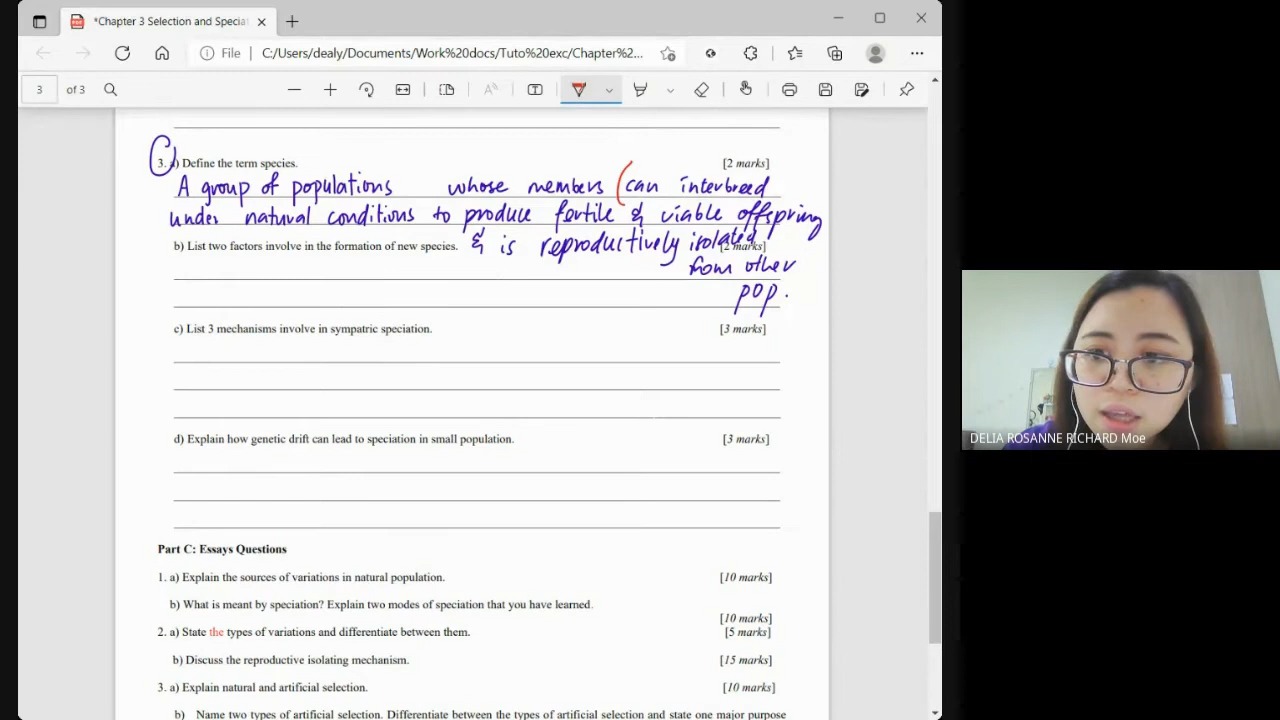 *Chapter 3 Selection and Specia
File
C:/Users/dealy/Documents/Work%20docs/Tuto%20exc/Chapter%2...
3 of 3
3. a) Define the term species. [2 marks]
A group of populations whose members (can interbreed
under natural conditions to produce fertile & viable offspring
b) List two factors involve in the formation of new species. [2 marks]
& is reproductively isolated
from other
pop.
c) List 3 mechanisms involve in sympatric speciation. [3 marks]
d) Explain how genetic drift can lead to speciation in small population. [3 marks]
Part C: Essays Questions
1. a) Explain the sources of variations in natural population. [10 marks]
b) What is meant by speciation? Explain two modes of speciation that you have learned.
[10 marks]
2. a) State the types of variations and differentiate between them. [5 marks]
b) Discuss the reproductive isolating mechanism. [15 marks]
3. a) Explain natural and artificial selection. [10 marks]
b) Name two types of artificial selection. Differentiate between the types of artificial selection and state one major purpose
DELIA ROSANNE RICHARD Moe